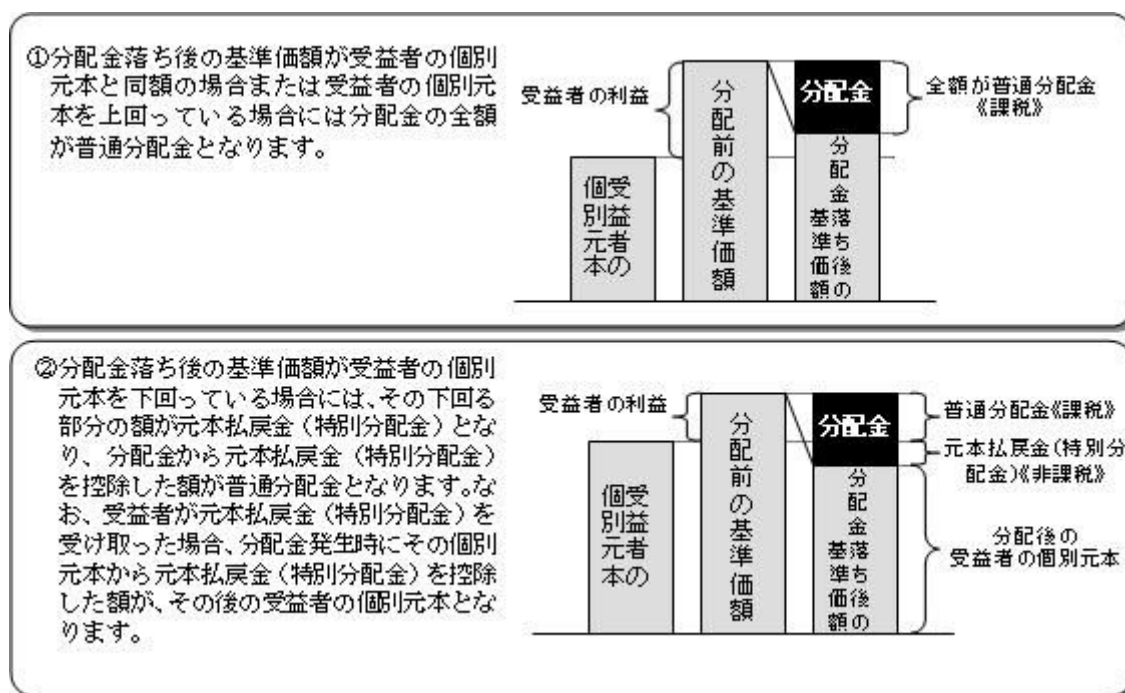 ①分配金落ち後の基準価額が受益者の個別
元本と同額の場合または受益者の個別元
本を上回っている場合には分配金の全額
が普通分配金となります。
受益者の利益
受益者の
個別元本
分配前の基準価額
分配金
分配金落ち後の
基準価額
全額が普通分配金
《課税》
②分配金落ち後の基準価額が受益者の個別
元本を下回っている場合には、その下回る
部分の額が元本払戻金(特別分配金)とな
り、分配金から元本払戻金(特別分配金)
を控除した額が普通分配金となります。な
お、受益者が元本払戻金(特別分配金)を
受け取った場合、分配金発生時にその個別
元本から元本払戻金(特別分配金)を控除
した額が、その後の受益者の個別元本とな
ります。
受益者の利益
受益者の
個別元本
分配前の基準価額
分配金
分配金落ち後の
基準価額
普通分配金《課税》
元本払戻金(特別分
配金)《非課税》
分配後の
受益者の個別元本